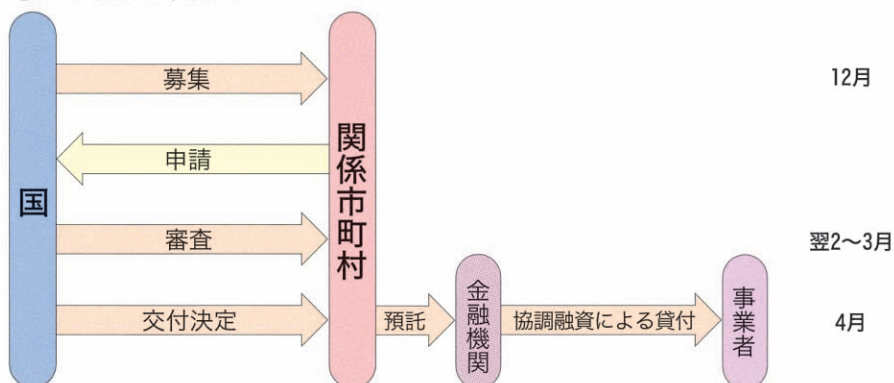 募集
12月
申請
国
関係市町村
審査
翌2～3月
交付決定
預託
金融機関
協調融資による貸付
事業者
4月